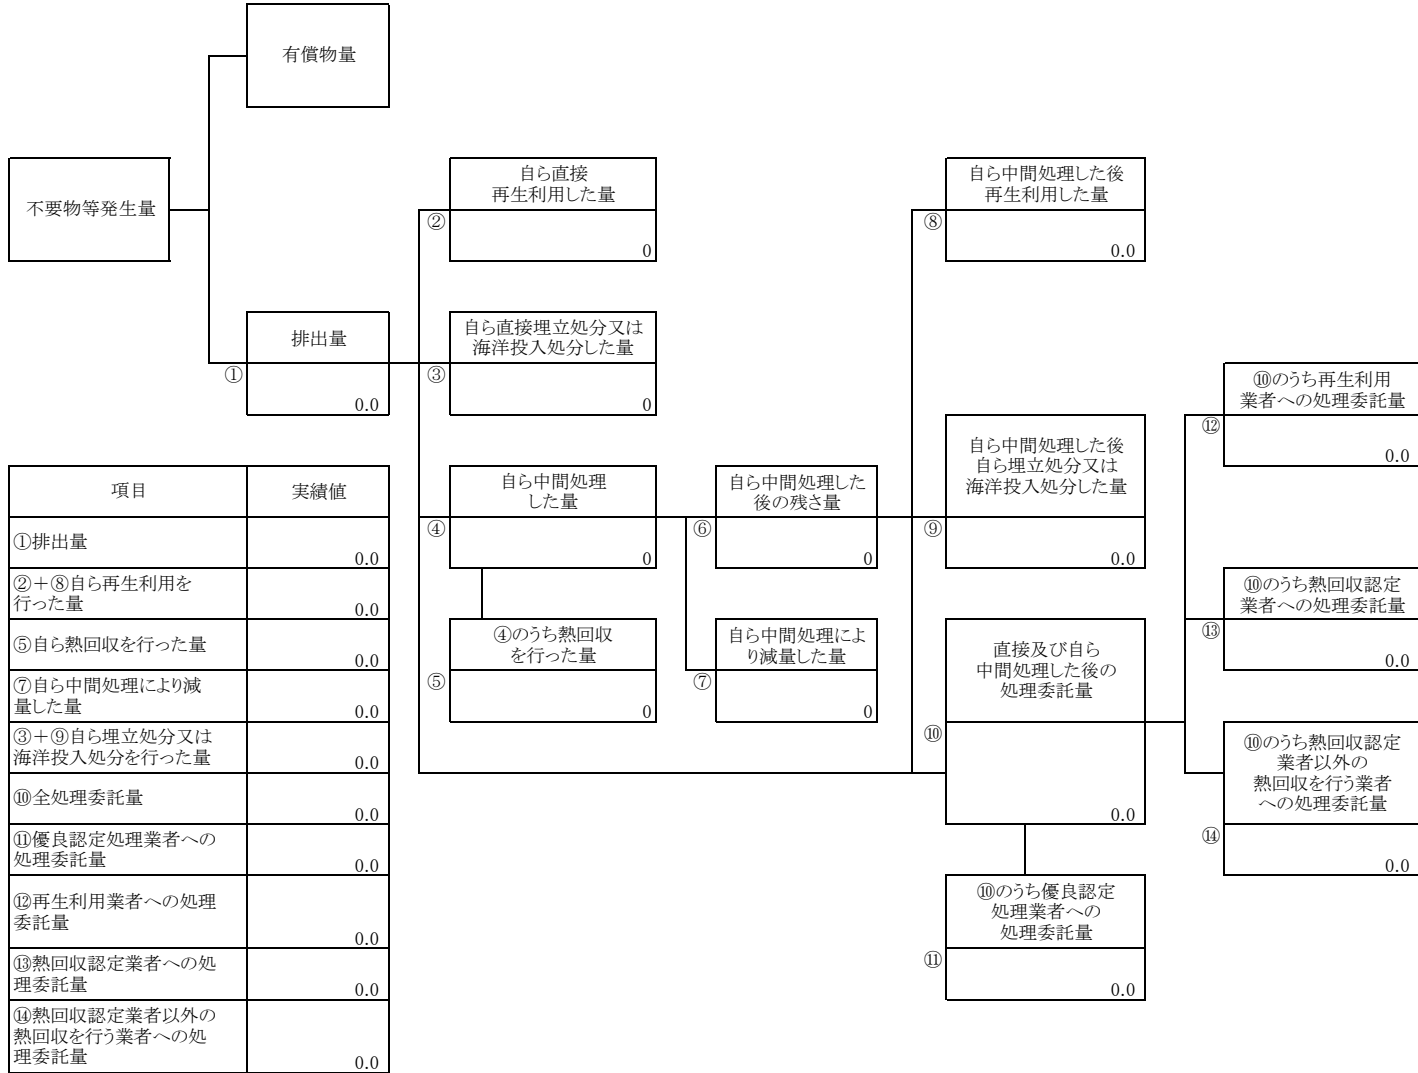 有償物量
不要物等発生量
自ら直接
再生利用した量
②
0
自ら中間処理した後
再生利用した量
⑧
0.0
排出量
①
0.0
自ら直接埋立処分又は
海洋投入処分した量
③
0
⑩のうち再生利用
業者への処理委託量
⑫
0.0
自ら中間処理
した量
④
0
自ら中間処理した
後の残さ量
⑥
0
自ら中間処理した後
自ら埋立処分又は
海洋投入処分した量
⑨
0.0
⑩のうち熱回収認定
業者への処理委託量
⑬
0.0
④のうち熱回収
を行った量
⑤
0
自ら中間処理によ
り減量した量
⑦
0
直接及び自ら
中間処理した後の
処理委託量
⑩
0.0
⑩のうち熱回収認定
業者以外の
熱回収を行う業者
への処理委託量
⑭
0.0
⑩のうち優良認定
処理業者への
処理委託量
⑪
0.0
項目 実績値
①排出量 0.0
②+⑧自ら再生利用を
行った量 0.0
⑤自ら熱回収を行った量 0.0
⑦自ら中間処理により減
量した量 0.0
③+⑨自ら埋立処分又は
海洋投入処分を行った量 0.0
⑩全処理委託量 0.0
⑪優良認定処理業者への
処理委託量 0.0
⑫再生利用業者への処理
委託量 0.0
⑬熱回収認定業者への処
理委託量 0.0
⑭熱回収認定業者以外の
熱回収を行う業者への処
理委託量 0.0